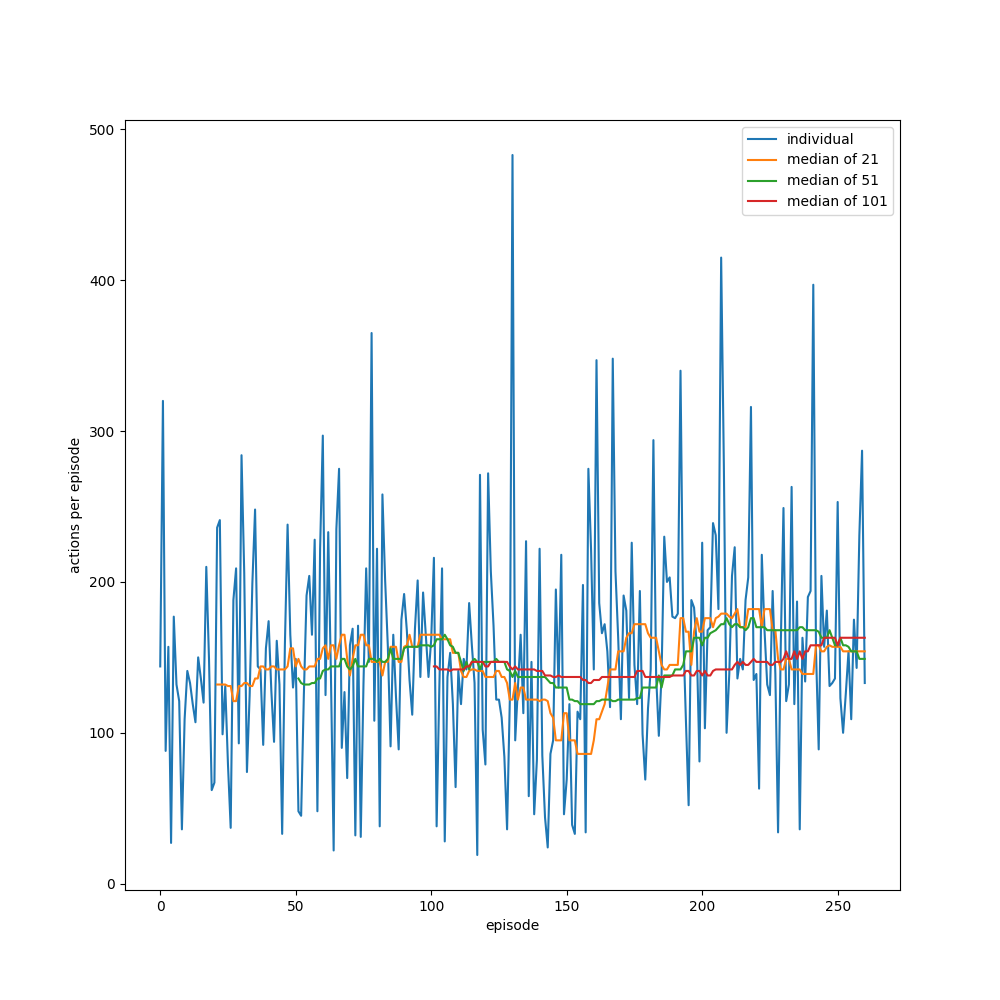 500
400
300
200
100
0
actions per episode
individual
median of 21
median of 51
median of 101
0 50 100 150 200 250
episode